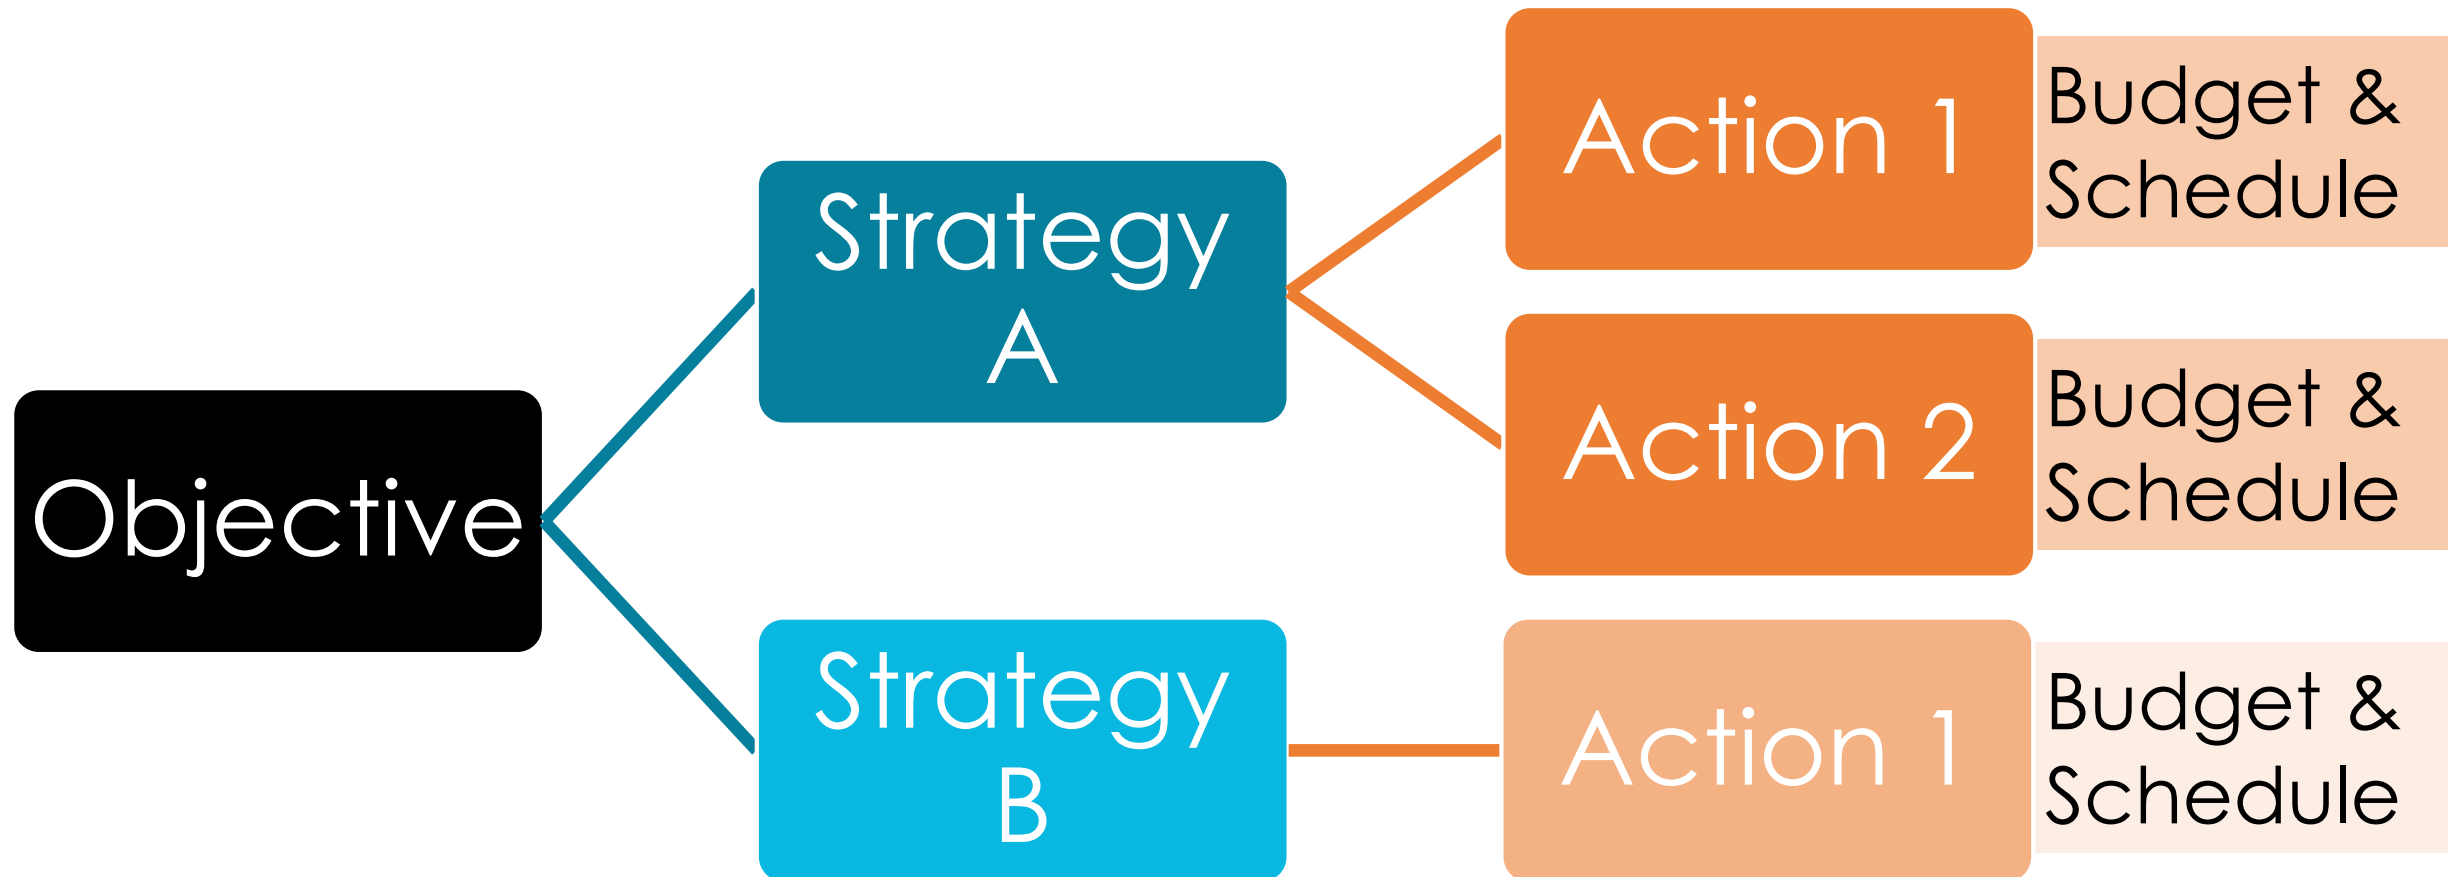 Objective
Strategy
A
Action 1
Budget &
Schedule
Action 2
Budget &
Schedule
Strategy
B
Action 1
Budget &
Schedule